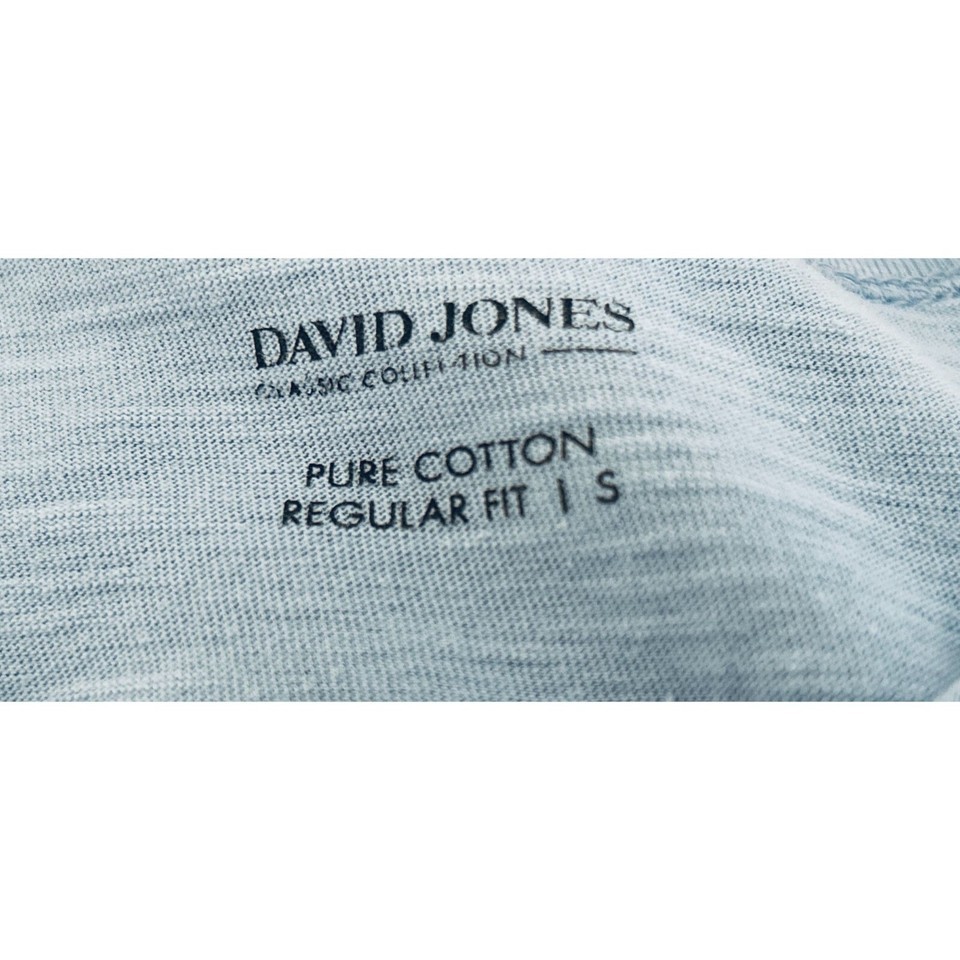 DAVID JONES
CLASSIC COLLECTION
PURE COTTON
REGULAR FIT | S